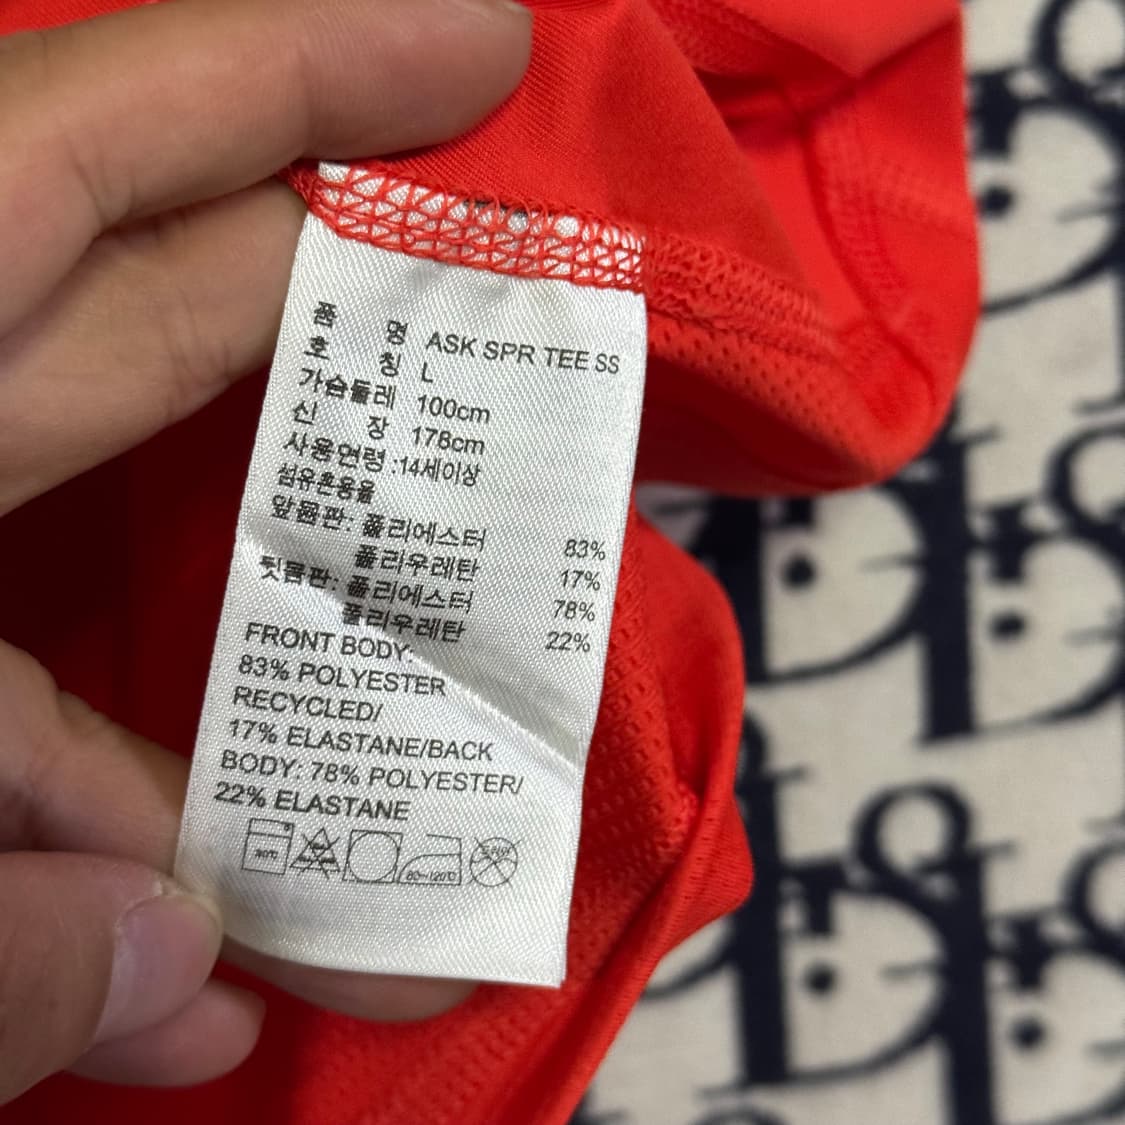 품 명 ASK SPR TEE SS
호 칭 L
가슴둘레 100cm
신 장 178cm
사용연령 :14세이상
섬유혼용율
앞몸판: 폴리에스터 83%
폴리우레탄 17%
뒷몸판: 폴리에스터 78%
폴리우레탄 22%
FRONT BODY:
83% POLYESTER
RECYCLED/
17% ELASTANE/BACK
BODY: 78% POLYESTER/
22% ELASTANE
80~120℃